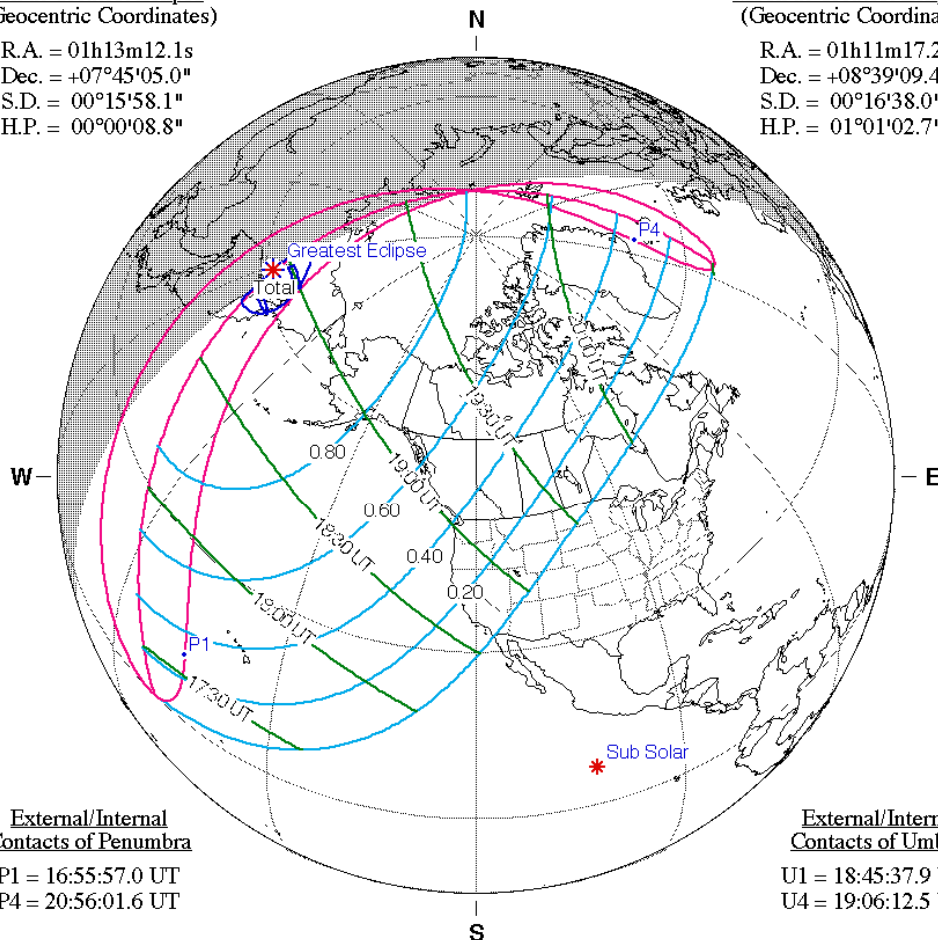 Geocentric Coordinates)
R.A. = 01h13m12.1s
Dec. = +07°45'05.0"
S.D. = 00°15'58.1"
H.P. = 00°00'08.8"
N
(Geocentric Coordina
R.A. = 01h11m17.2
Dec. = +08°39'09.4
S.D. = 00°16'38.0"
H.P. = 01°01'02.7'
P4
Greatest Eclipse
Total
19:30 UT
0.80
W
E
19:00 UT
0.60
18:30 UT
0.40
0.20
18:00 UT
P1
17:30 UT
Sub Solar
External/Internal
Contacts of Penumbra
P1 = 16:55:57.0 UT
P4 = 20:56:01.6 UT
External/Intern
Contacts of Umb
U1 = 18:45:37.9
U4 = 19:06:12.5
S